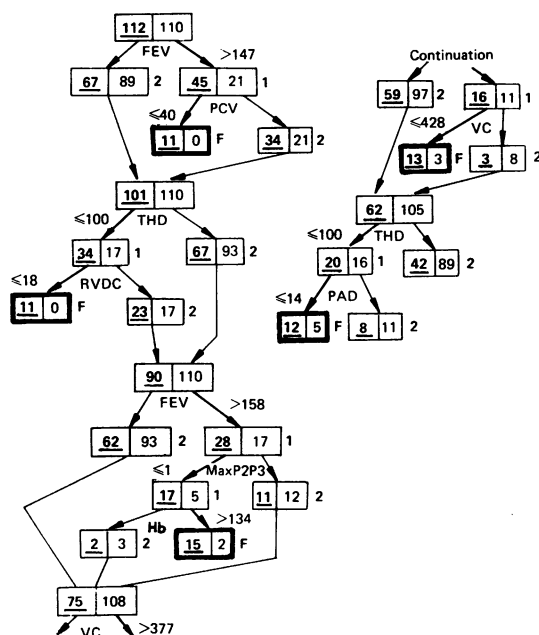 112 110
FEV
>147
67 89 2
45 21 1
≤40
PCV
11 0 F
34 21 2
101 110
≤100
THD
34 17 1
67 93 2
≤18
RVDC
11 0 F
23 17 2
90 110
FEV
>158
62 93 2
28 17 1
≤1
MaxP2P3
17 5 1
11 12 2
Hb
>134
2 3 2
15 2 F
75 108
VC
>377
Continuation
59 97 2
16 11 1
≤428
VC
13 3 F
3 8 2
62 105
≤100
THD
20 16 1
42 89 2
≤14
PAD
12 5 F
8 11 2